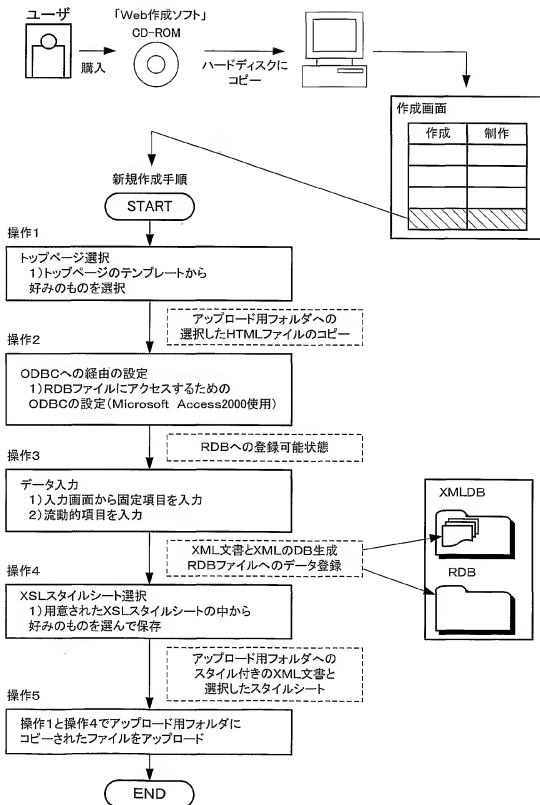 ユーザ
購入
「Web作成ソフト」
CD-ROM
ハードディスクに
コピー
作成画面
作成 制作
新規作成手順
START
操作1
トップページ選択
1)トップページのテンプレートから
好みのものを選択
アップロード用フォルダへの
選択したHTMLファイルのコピー
操作2
ODBCへの経由の設定
1)RDBファイルにアクセスするための
ODBCの設定(Microsoft Access2000使用)
RDBへの登録可能状態
操作3
データ入力
1)入力画面から固定項目を入力
2)流動的項目を入力
XML文書とXMLのDB生成
RDBファイルへのデータ登録
XMLDB
RDB
操作4
XSLスタイルシート選択
1)用意されたXSLスタイルシートの中から
好みのものを選んで保存
アップロード用フォルダへの
スタイル付きのXML文書と
選択したスタイルシート
操作5
操作1と操作4でアップロード用フォルダに
コピーされたファイルをアップロード
END